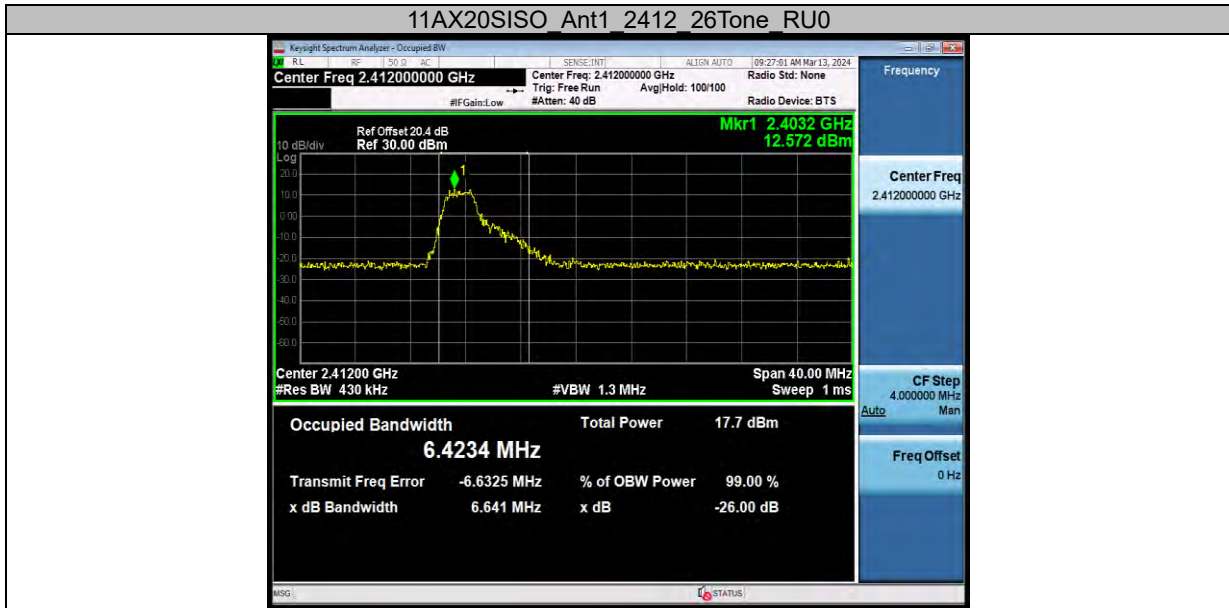 11AX20SISO_Ant1_2412_26Tone_RU0
Keysight Spectrum Analyzer - Occupied BW
RL RF 50 Ω AC SENSE:INT ALIGN AUTO 09:27:01 AM Mar 13, 2024
Center Freq 2.412000000 GHz Center Freq: 2.412000000 GHz Radio Std: None
Trig: Free Run Avg|Hold: 100/100
#IFGain:Low #Atten: 40 dB Radio Device: BTS
Frequency
Mkr1 2.4032 GHz
Ref Offset 20.4 dB
10 dB/div Ref 30.00 dBm 12.572 dBm
Log
1
20.0
10.0
0.00
-10.0
-20.0
-30.0
-40.0
-50.0
-60.0
Center Freq
2.412000000 GHz
Center 2.41200 GHz Span 40.00 MHz
#Res BW 430 kHz #VBW 1.3 MHz Sweep 1 ms
CF Step
4.000000 MHz
Auto Man
Occupied Bandwidth Total Power 17.7 dBm
6.4234 MHz
Transmit Freq Error -6.6325 MHz % of OBW Power 99.00 %
x dB Bandwidth 6.641 MHz x dB -26.00 dB
Freq Offset
0 Hz
MSG STATUS